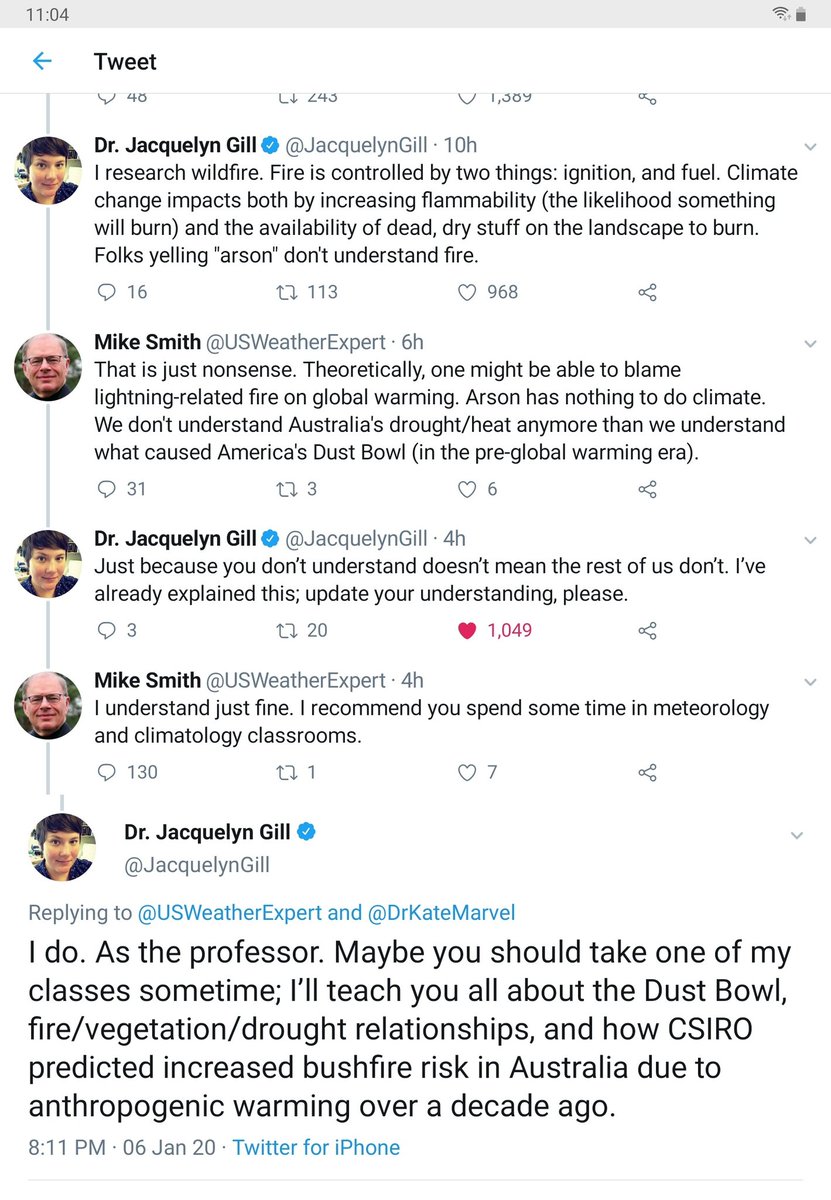 11:04
Tweet
48 243 1,389
Dr. Jacquelyn Gill @JacquelynGill · 10h
I research wildfire. Fire is controlled by two things: ignition, and fuel. Climate
change impacts both by increasing flammability (the likelihood something
will burn) and the availability of dead, dry stuff on the landscape to burn.
Folks yelling "arson" don't understand fire.
16 113 968
Mike Smith @USWeatherExpert · 6h
That is just nonsense. Theoretically, one might be able to blame
lightning-related fire on global warming. Arson has nothing to do climate.
We don't understand Australia's drought/heat anymore than we understand
what caused America's Dust Bowl (in the pre-global warming era).
31 3 6
Dr. Jacquelyn Gill @JacquelynGill · 4h
Just because you don’t understand doesn’t mean the rest of us don’t. I’ve
already explained this; update your understanding, please.
3 20 1,049
Mike Smith @USWeatherExpert · 4h
I understand just fine. I recommend you spend some time in meteorology
and climatology classrooms.
130 1 7
Dr. Jacquelyn Gill
@JacquelynGill
Replying to @USWeatherExpert and @DrKateMarvel
I do. As the professor. Maybe you should take one of my
classes sometime; I’ll teach you all about the Dust Bowl,
fire/vegetation/drought relationships, and how CSIRO
predicted increased bushfire risk in Australia due to
anthropogenic warming over a decade ago.
8:11 PM · 06 Jan 20 · Twitter for iPhone